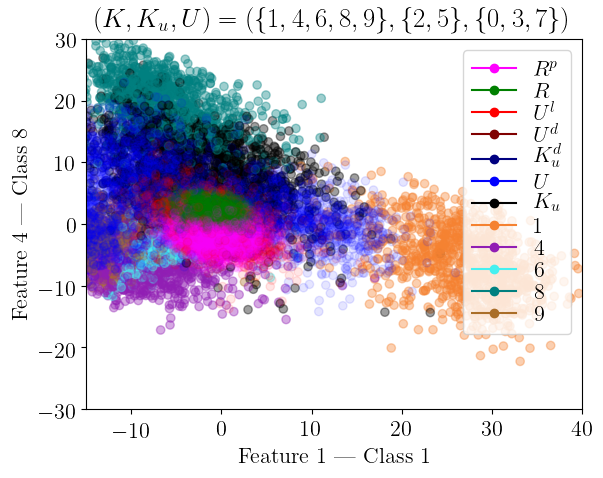 (K, K_u, U) = ({1, 4, 6, 8, 9}, {2, 5}, {0, 3, 7})
30
20
10
0
−10
−20
−30
−10
0
10
20
30
40
Feature 4 — Class 8
Feature 1 — Class 1
R^p
R
U^l
U^d
K_u^d
U
K_u
1
4
6
8
9